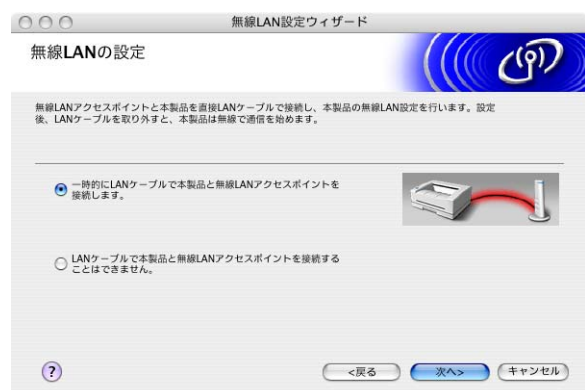 無線LAN設定ウィザード
無線LANの設定
無線LANアクセスポイントと本製品を直接LANケーブルで接続し、本製品の無線LAN設定を行います。設定
後、LANケーブルを取り外すと、本製品は無線で通信を始めます。
一時的にLANケーブルで本製品と無線LANアクセスポイントを
接続します。
LANケーブルで本製品と無線LANアクセスポイントを接続する
ことはできません。
?
<戻る
次へ>
キャンセル